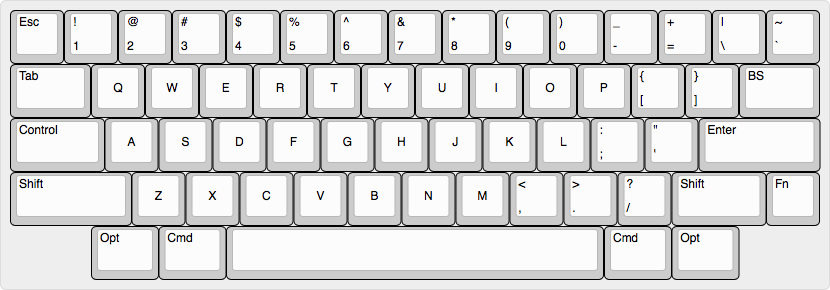 Esc ! @ # $ % ^ & * ( ) _ + | ~
1 2 3 4 5 6 7 8 9 0 - = \ `
Tab Q W E R T Y U I O P { } BS
[ ]
Control A S D F G H J K L : " Enter
; '
Shift Z X C V B N M < > ? Shift Fn
, . /
Opt Cmd Cmd Opt